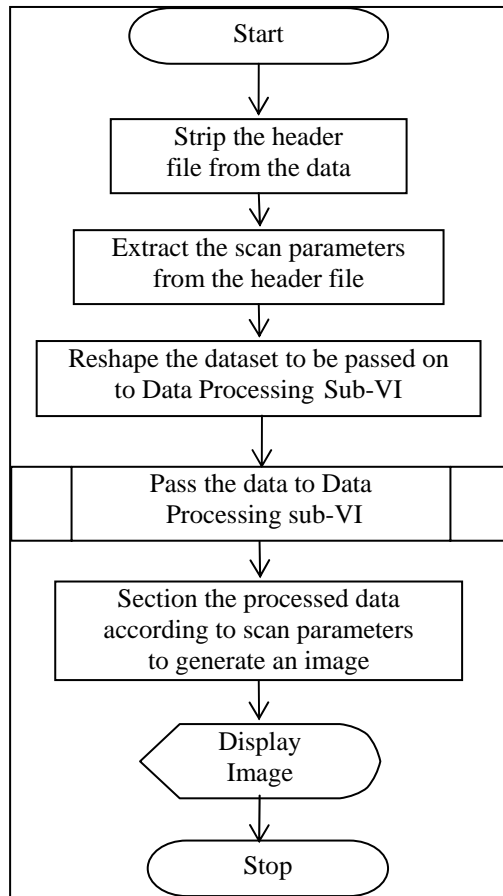 Start
Strip the header
file from the data
Extract the scan parameters
from the header file
Reshape the dataset to be passed on
to Data Processing Sub-VI
Pass the data to Data
Processing sub-VI
Section the processed data
according to scan parameters
to generate an image
Display
Image
Stop